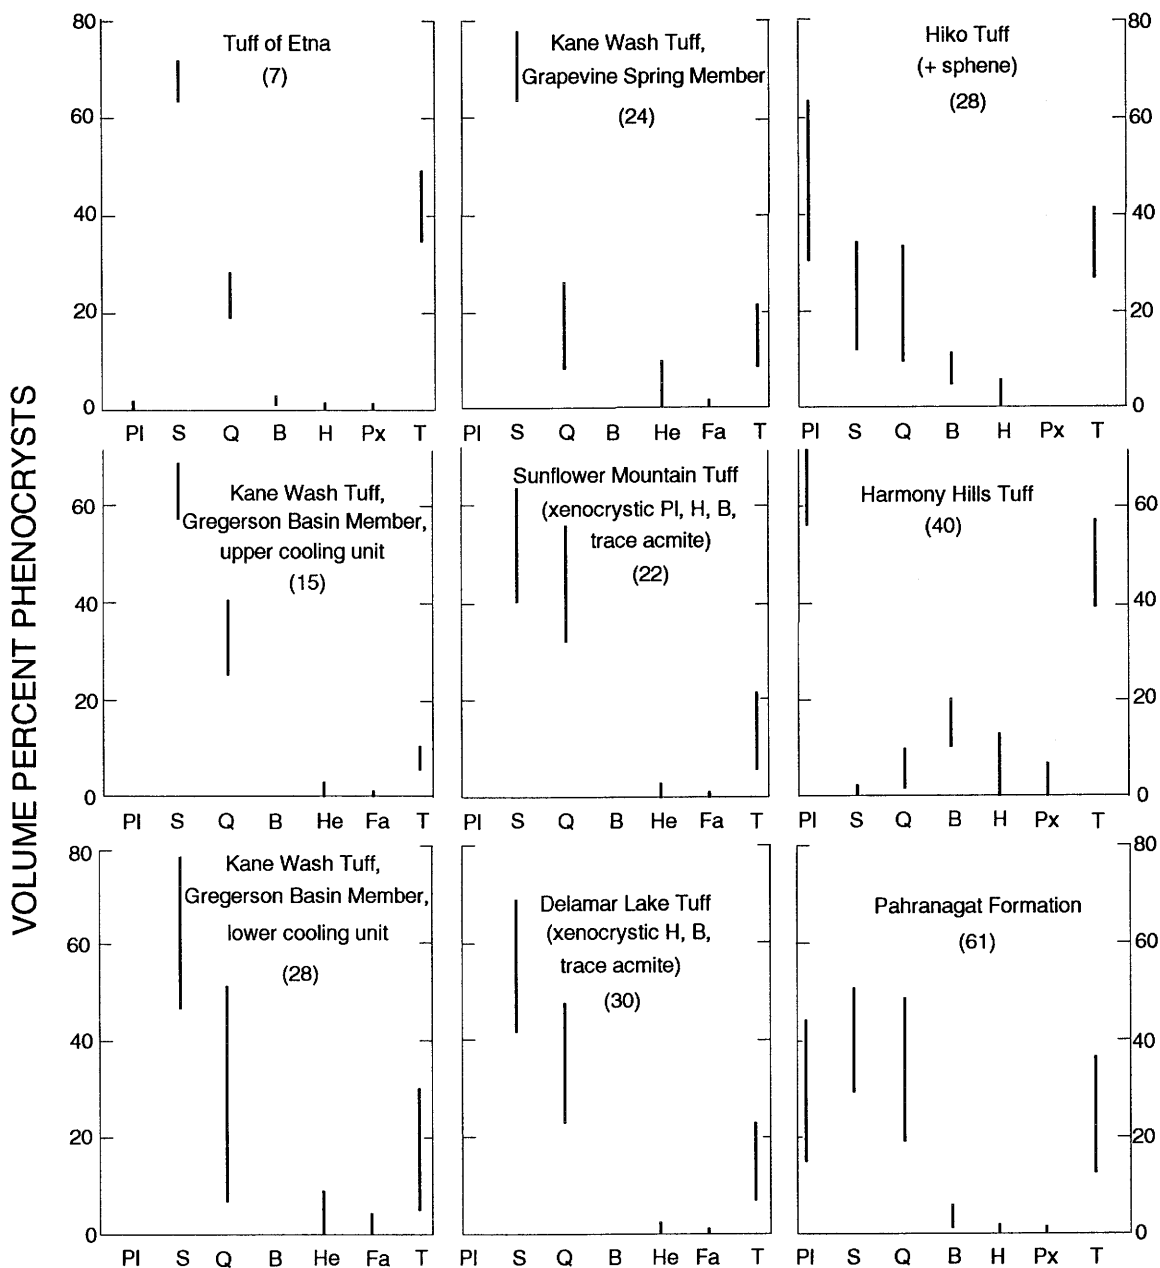 VOLUME PERCENT PHENOCRYSTS
80
60
40
20
0
Tuff of Etna
(7)
Pl S Q B H Px T
Kane Wash Tuff,
Grapevine Spring Member
(24)
Pl S Q B He Fa T
Hiko Tuff
(+ sphene)
(28)
80
60
40
20
0
Pl S Q B H Px T
60
40
20
0
Kane Wash Tuff,
Gregerson Basin Member,
upper cooling unit
(15)
Pl S Q B He Fa T
Sunflower Mountain Tuff
(xenocrystic Pl, H, B,
trace acmite)
(22)
Pl S Q B He Fa T
Harmony Hills Tuff
(40)
60
40
20
0
Pl S Q B H Px T
80
60
40
20
0
Kane Wash Tuff,
Gregerson Basin Member,
lower cooling unit
(28)
Pl S Q B He Fa T
Delamar Lake Tuff
(xenocrystic H, B,
trace acmite)
(30)
Pl S Q B He Fa T
Pahranagat Formation
(61)
80
60
40
20
0
Pl S Q B H Px T